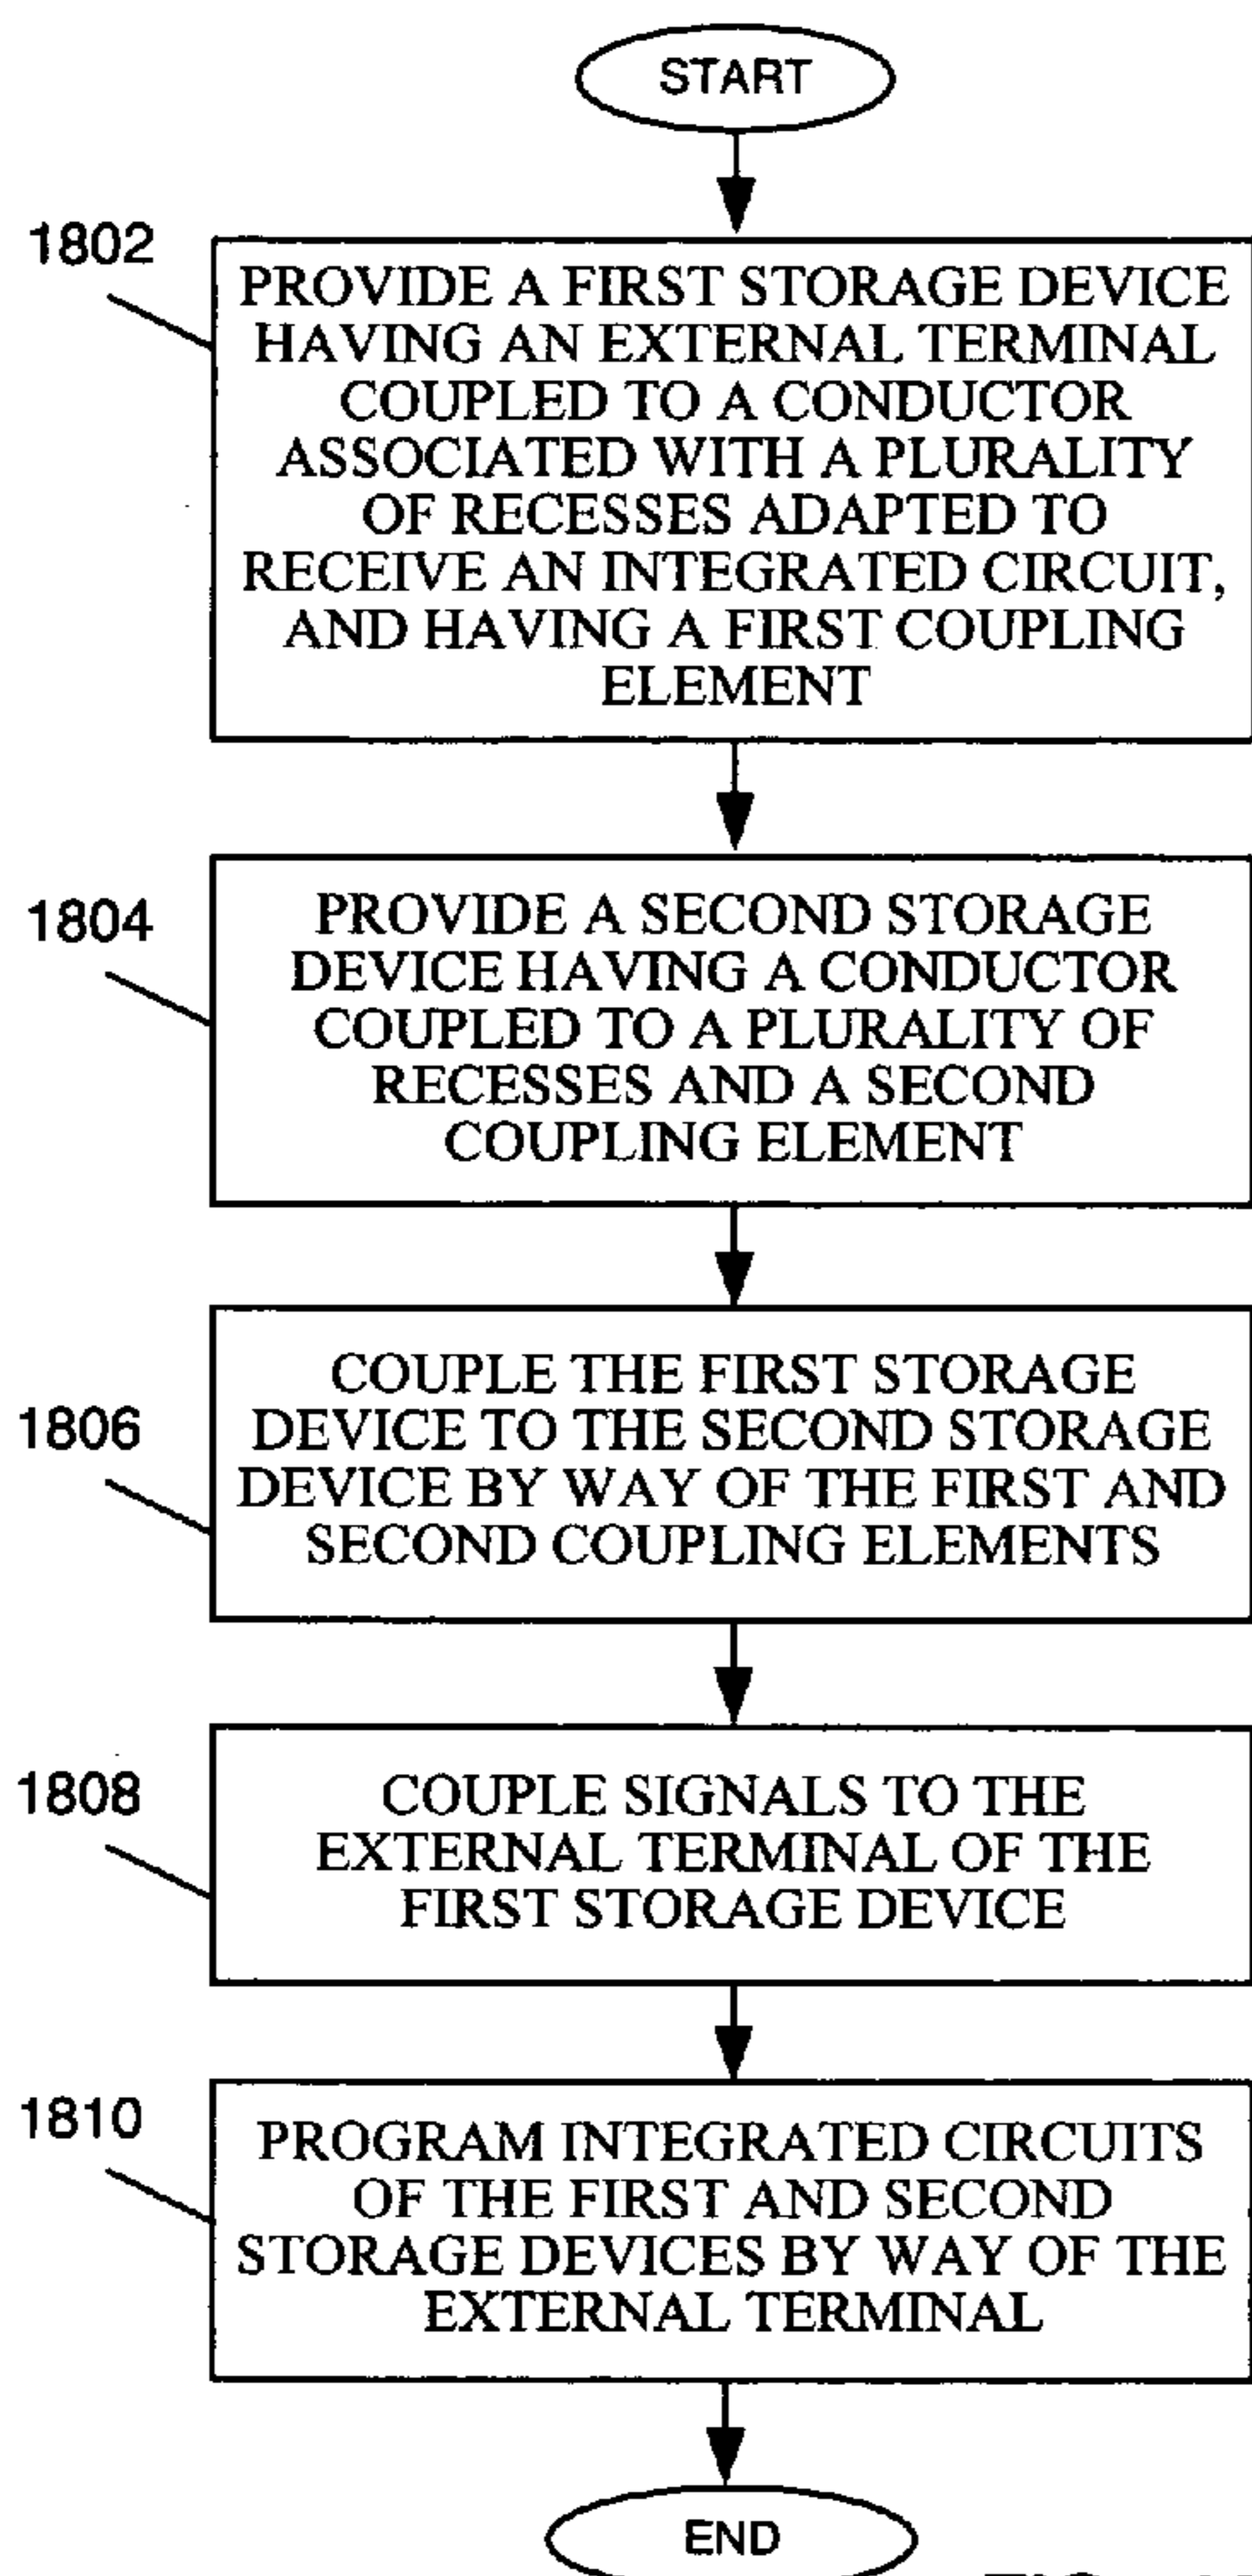 START
1802
PROVIDE A FIRST STORAGE DEVICE
HAVING AN EXTERNAL TERMINAL
COUPLED TO A CONDUCTOR
ASSOCIATED WITH A PLURALITY
OF RECESSES ADAPTED TO
RECEIVE AN INTEGRATED CIRCUIT,
AND HAVING A FIRST COUPLING
ELEMENT
1804
PROVIDE A SECOND STORAGE
DEVICE HAVING A CONDUCTOR
COUPLED TO A PLURALITY OF
RECESSES AND A SECOND
COUPLING ELEMENT
1806
COUPLE THE FIRST STORAGE
DEVICE TO THE SECOND STORAGE
DEVICE BY WAY OF THE FIRST AND
SECOND COUPLING ELEMENTS
1808
COUPLE SIGNALS TO THE
EXTERNAL TERMINAL OF THE
FIRST STORAGE DEVICE
1810
PROGRAM INTEGRATED CIRCUITS
OF THE FIRST AND SECOND
STORAGE DEVICES BY WAY OF THE
EXTERNAL TERMINAL
END